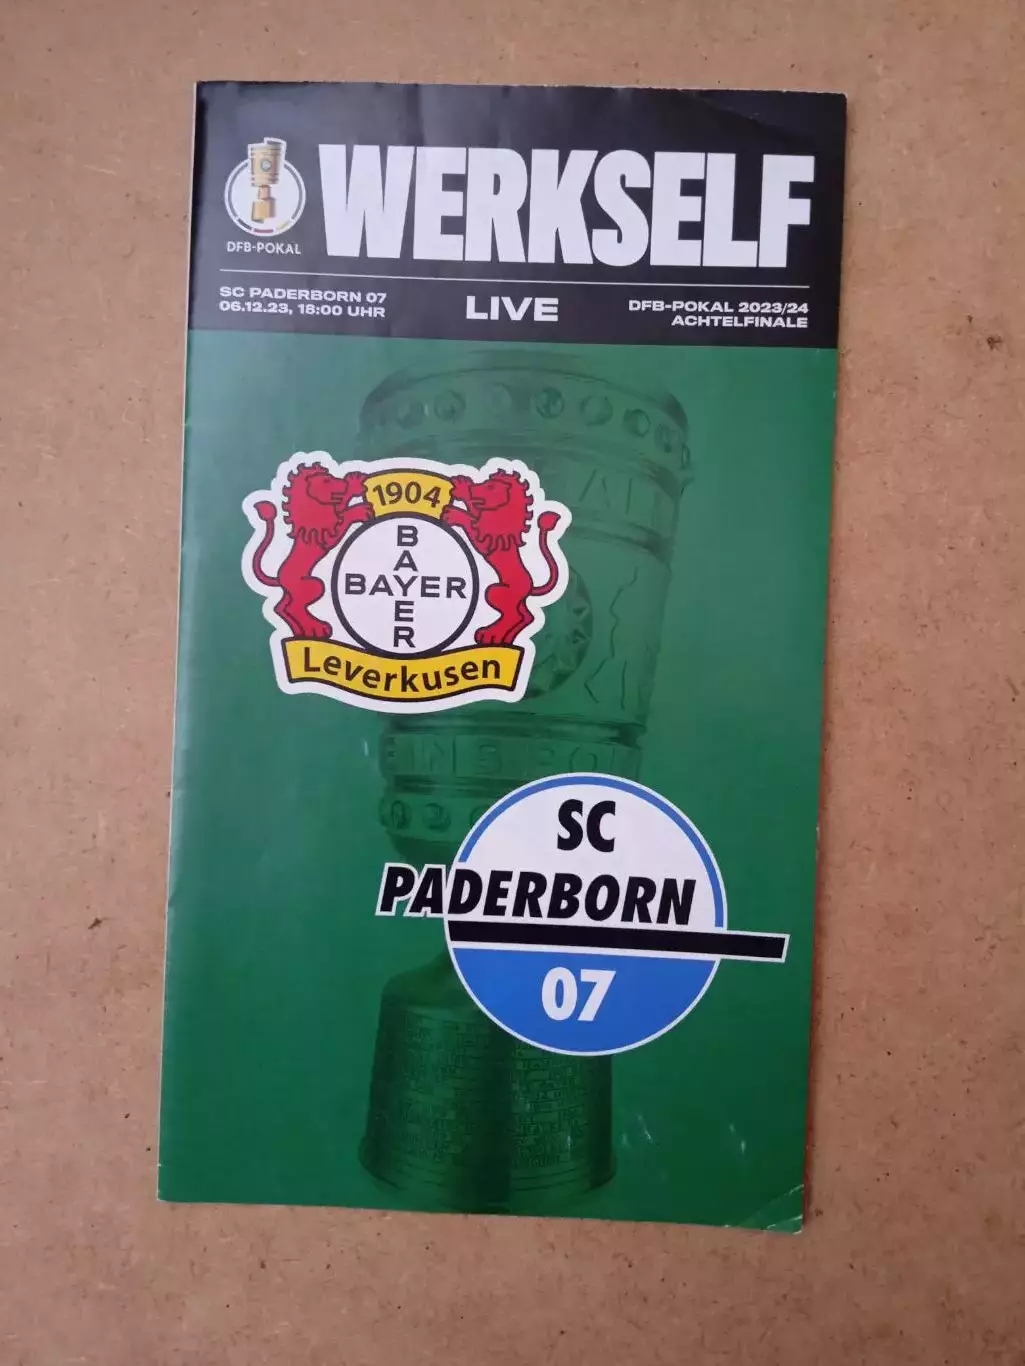 WERKSELF
DFB-POKAL
SC PADERBORN 07
06.12.23, 18:00 UHR
LIVE
DFB-POKAL 2023/24
ACHTELFINALE
1904
BAYER
BAYER
Leverkusen
SC
PADERBORN
07